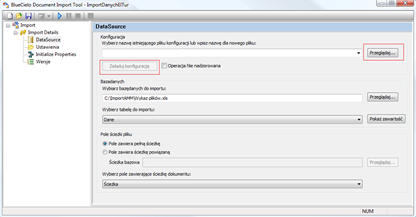 BlueCielo Document Import Tool - ImportDanychBITur
Import
Import Details
DataSource
Ustawienia
Initialize Properties
Wersje
DataSource
Konfiguracja
Wybierz nazwę istniejącego pliku konfiguracji lub wpisz nazwę dla nowego pliku:
Przeglądaj...
Załaduj konfigurację
Operacja Nie nadzorowana
Bazadanych
Wybierz bazędanych do importu:
C:\ImportAMM\Wykaz plików.xls
Przeglądaj...
Wybierz tabelę do importu:
Dane
Pokaż zawartość
Pole ścieżki pliku
Pole zawiera pełną ścieżkę
Pole zawiera ścieżkę powiązaną
Ścieżka bazowa:
Przeglądaj...
Wybierz pole zawierające ścieżkę dokumentu:
Ścieżka
NUM